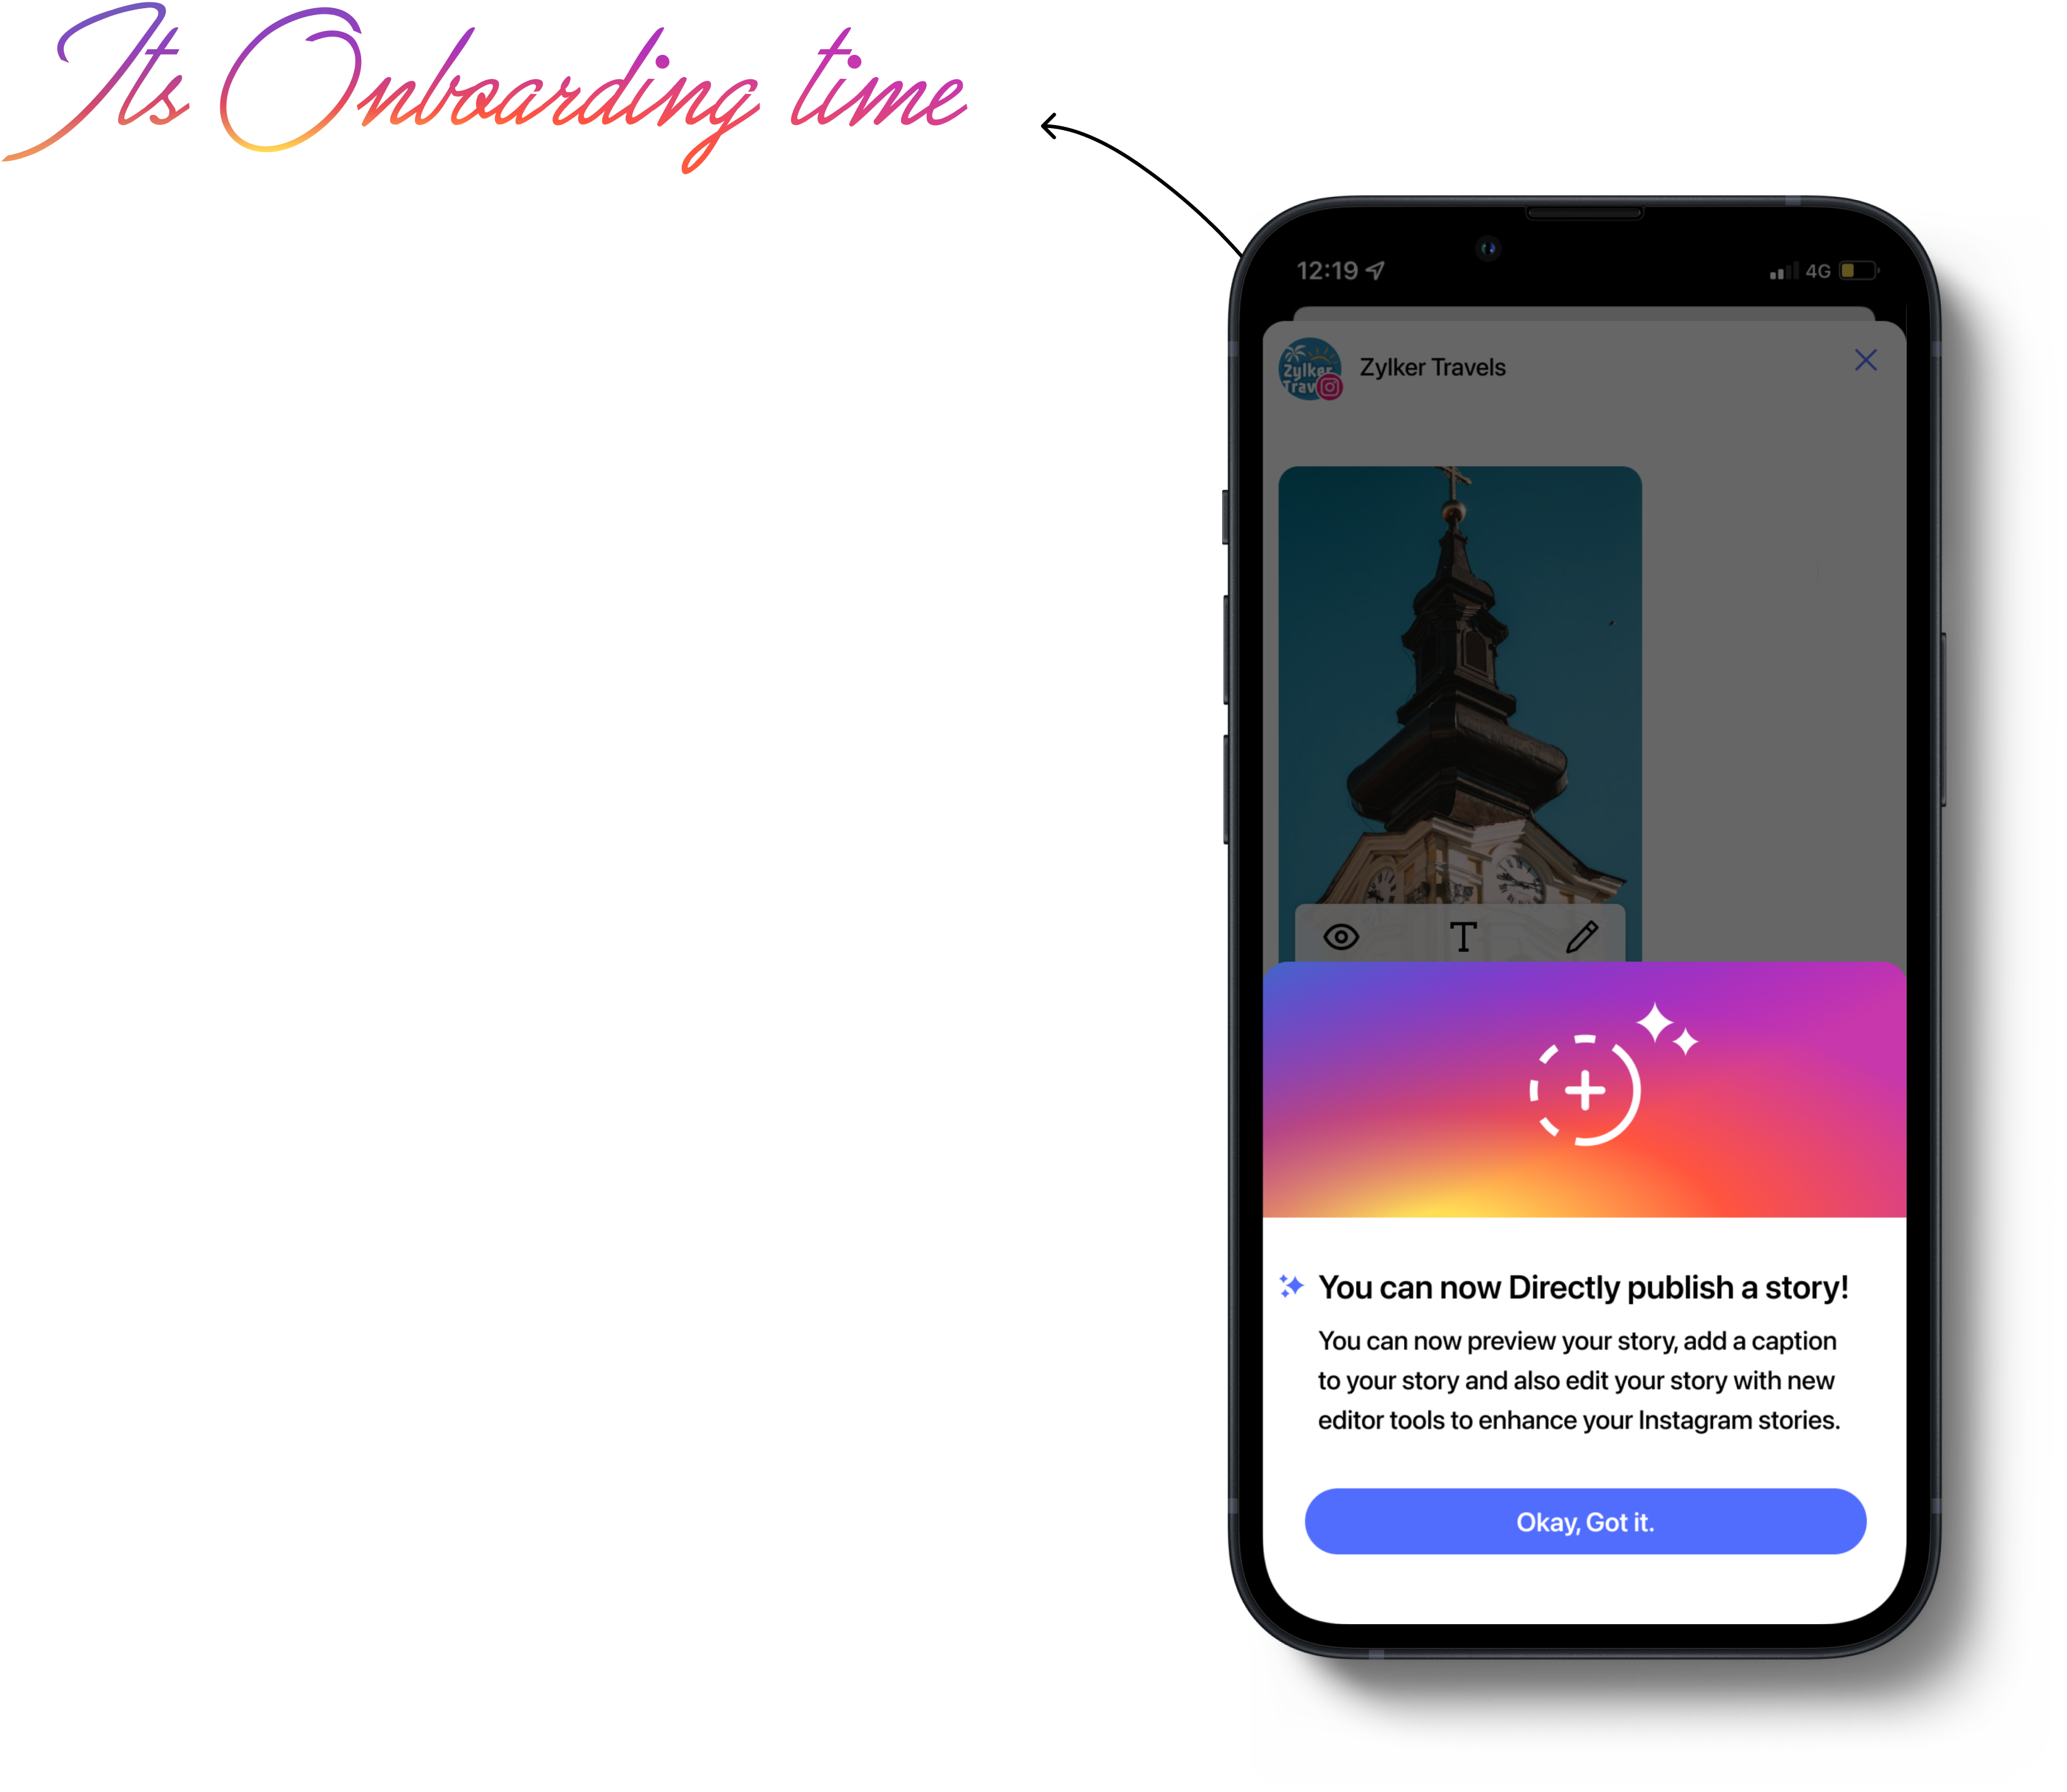 Its Onboarding time
12:19
4G
Zylker
Trav
Zylker Travels
T
You can now Directly publish a story!
You can now preview your story, add a caption
to your story and also edit your story with new
editor tools to enhance your Instagram stories.
Okay, Got it.